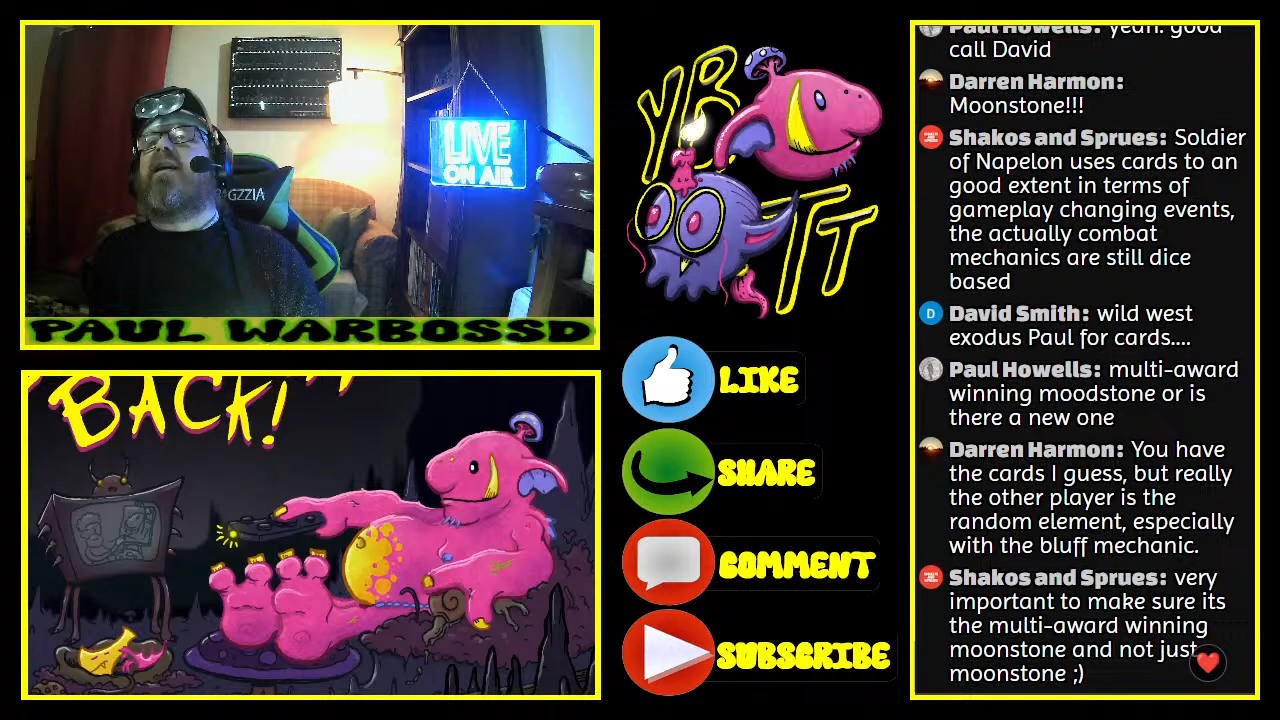 LIVE
ON AIR
PAUL WARBOSSD
BACK!"
YB
TT
LIKE
SHARE
COMMENT
SUBSCRIBE
Paul Howells: yeah. good
call David
Darren Harmon:
Moonstone!!!
Shakos and Sprues: Soldier
of Napelon uses cards to an
good extent in terms of
gameplay changing events,
the actually combat
mechanics are still dice
based
D David Smith: wild west
exodus Paul for cards....
Paul Howells: multi-award
winning moodstone or is
there a new one
Darren Harmon: You have
the cards I guess, but really
the other player is the
random element, especially
with the bluff mechanic.
Shakos and Sprues: very
important to make sure its
the multi-award winning
moonstone and not just
moonstone ;)